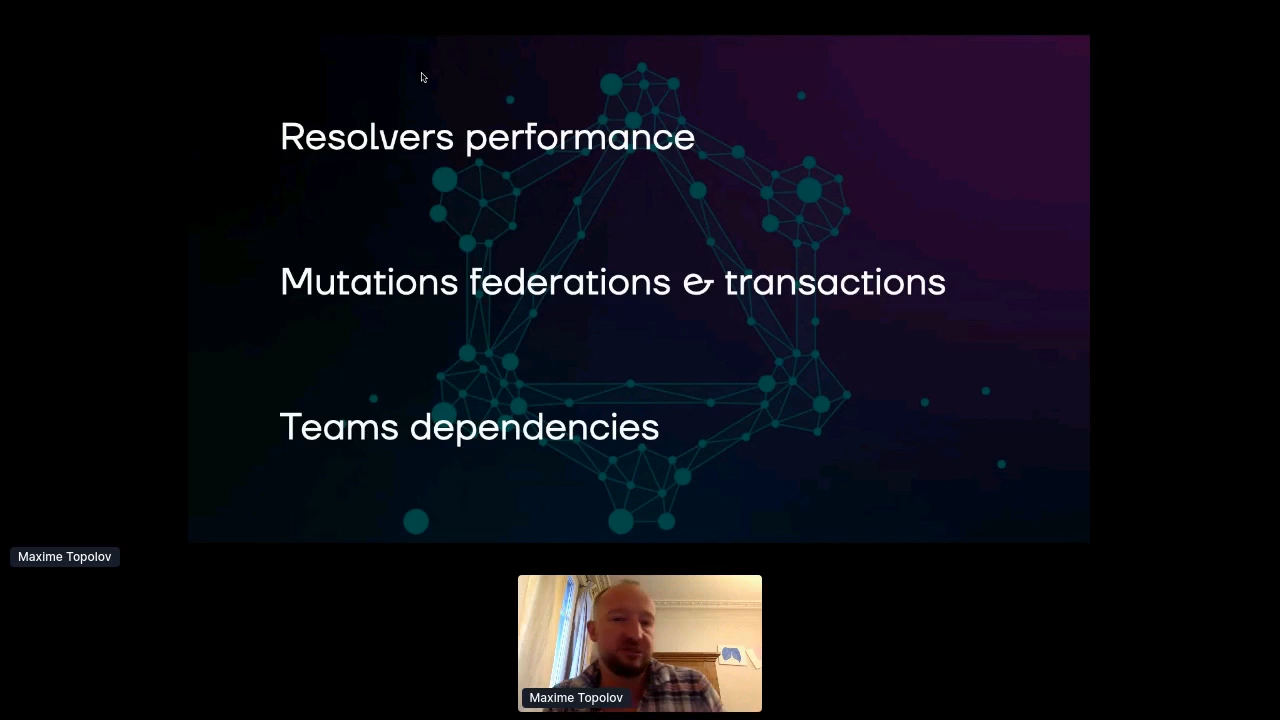 Resolvers performance
Mutations federations & transactions
Teams dependencies
Maxime Topolov
Maxime Topolov